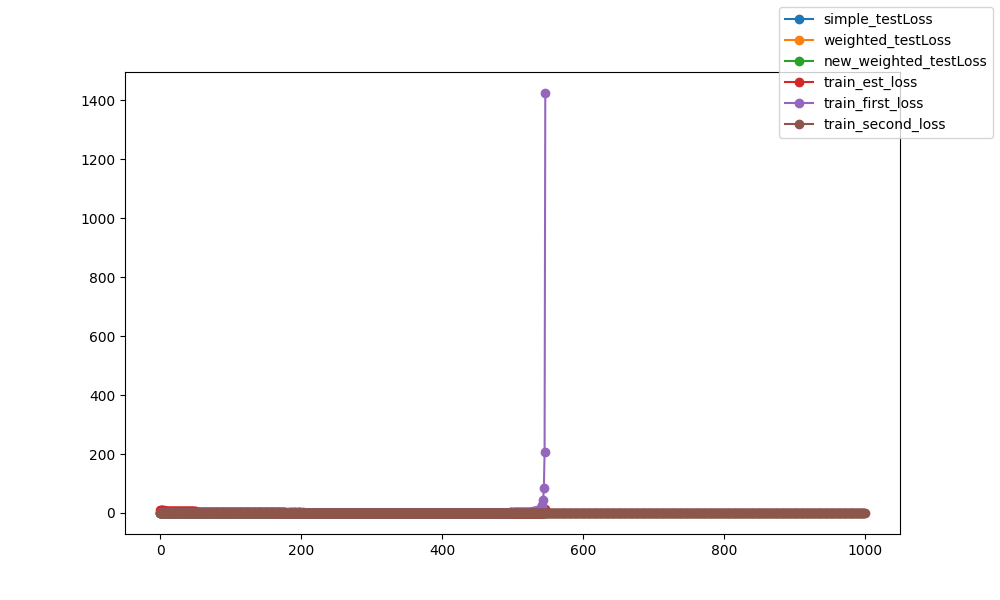 simple_testLoss
weighted_testLoss
new_weighted_testLoss
train_est_loss
train_first_loss
train_second_loss
1400
1200
1000
800
600
400
200
0
0 200 400 600 800 1000